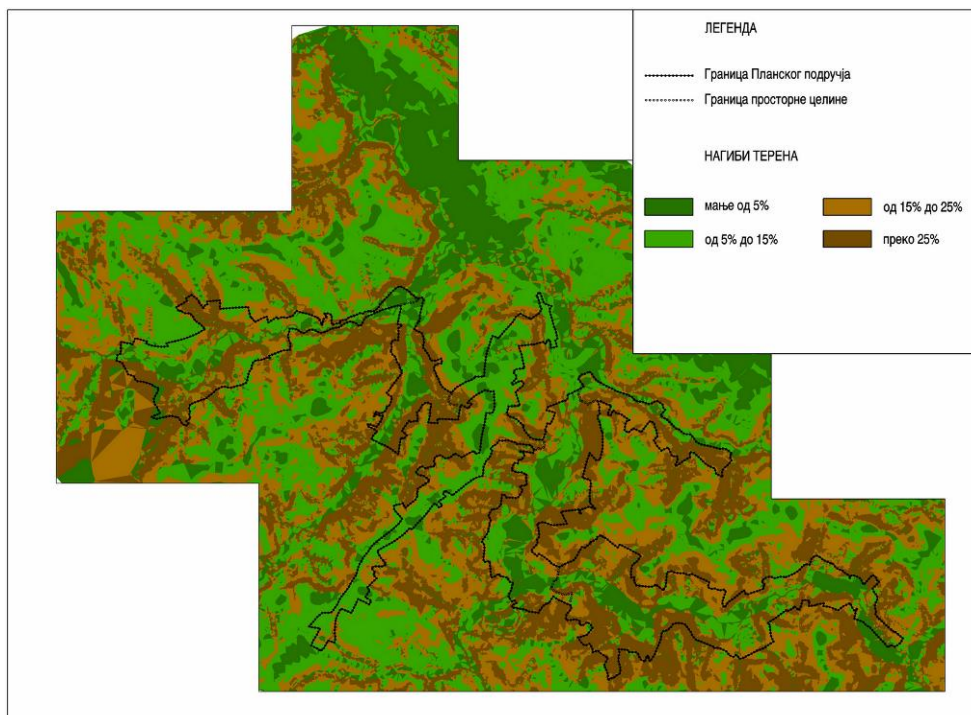 ЛЕГЕНДА
Граница Планског подручја
Граница просторне целине
НАГИБИ ТЕРЕНА
мање од 5%
од 15% до 25%
од 5% до 15%
преко 25%